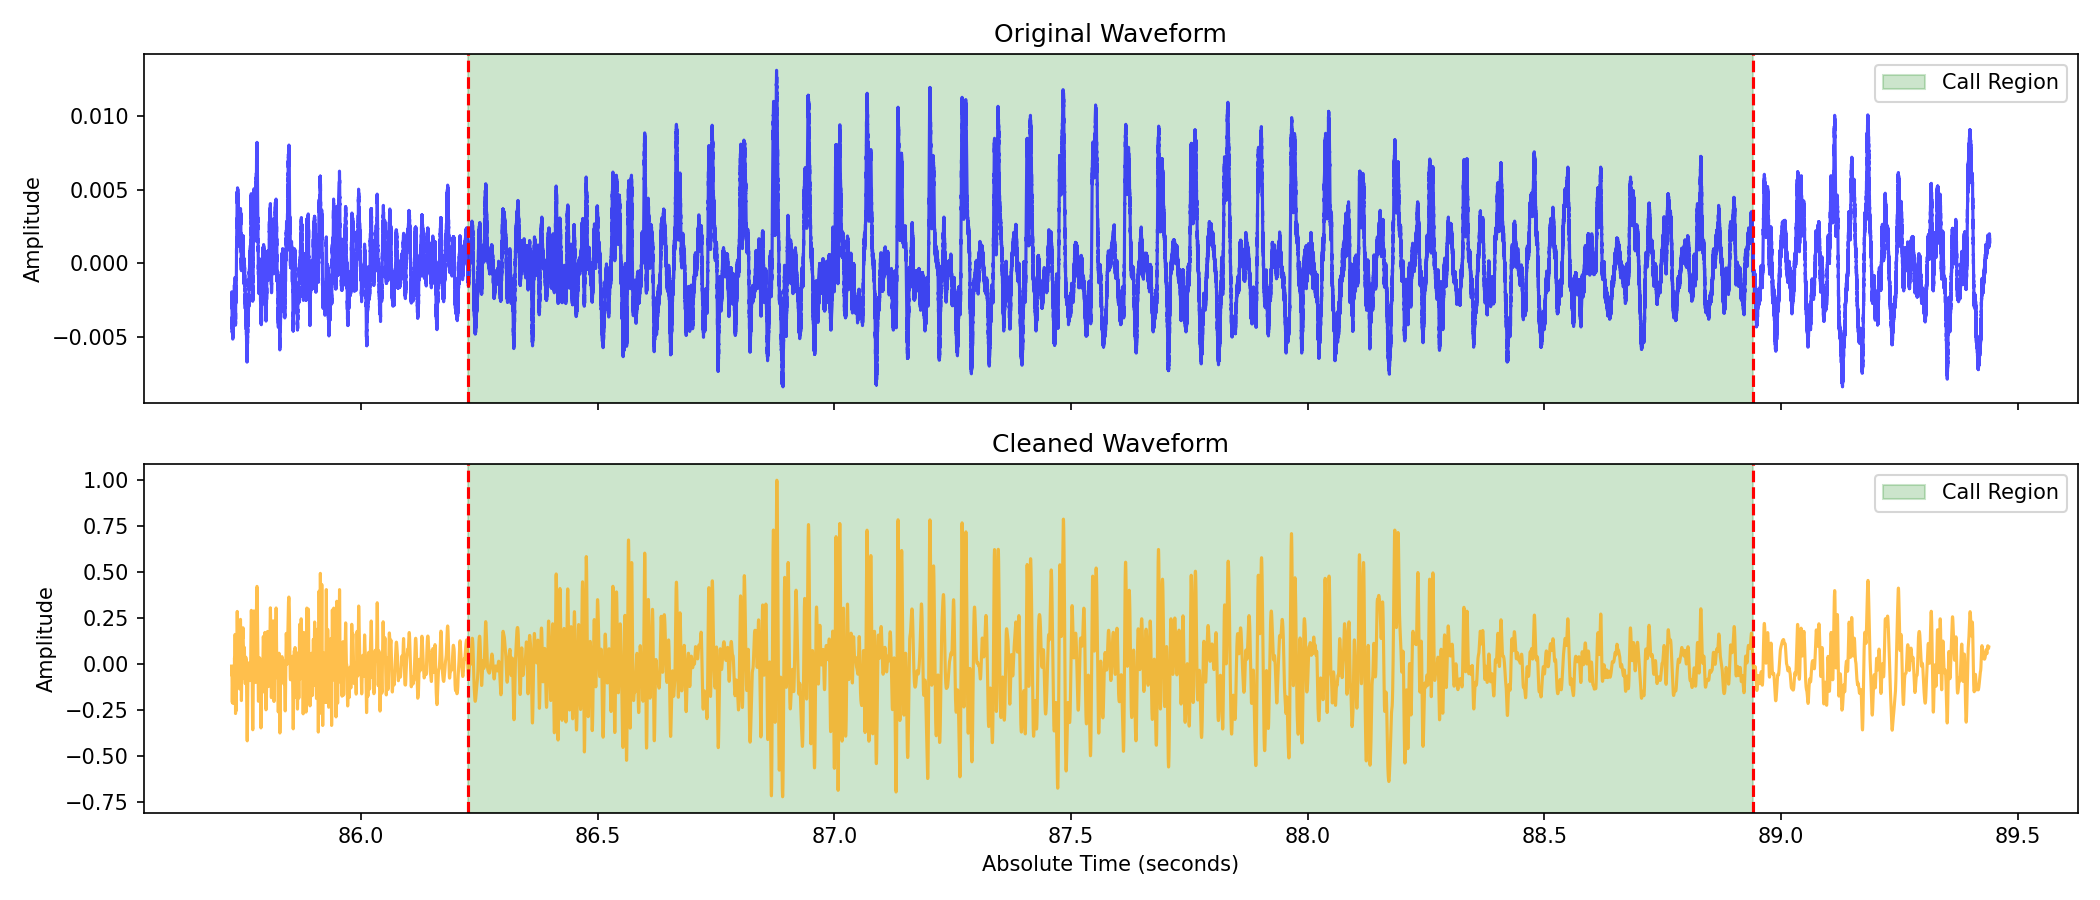 Original Waveform
Call Region
Amplitude
0.010
0.005
0.000
−0.005
Cleaned Waveform
Call Region
Amplitude
1.00
0.75
0.50
0.25
0.00
−0.25
−0.50
−0.75
86.0 86.5 87.0 87.5 88.0 88.5 89.0 89.5
Absolute Time (seconds)